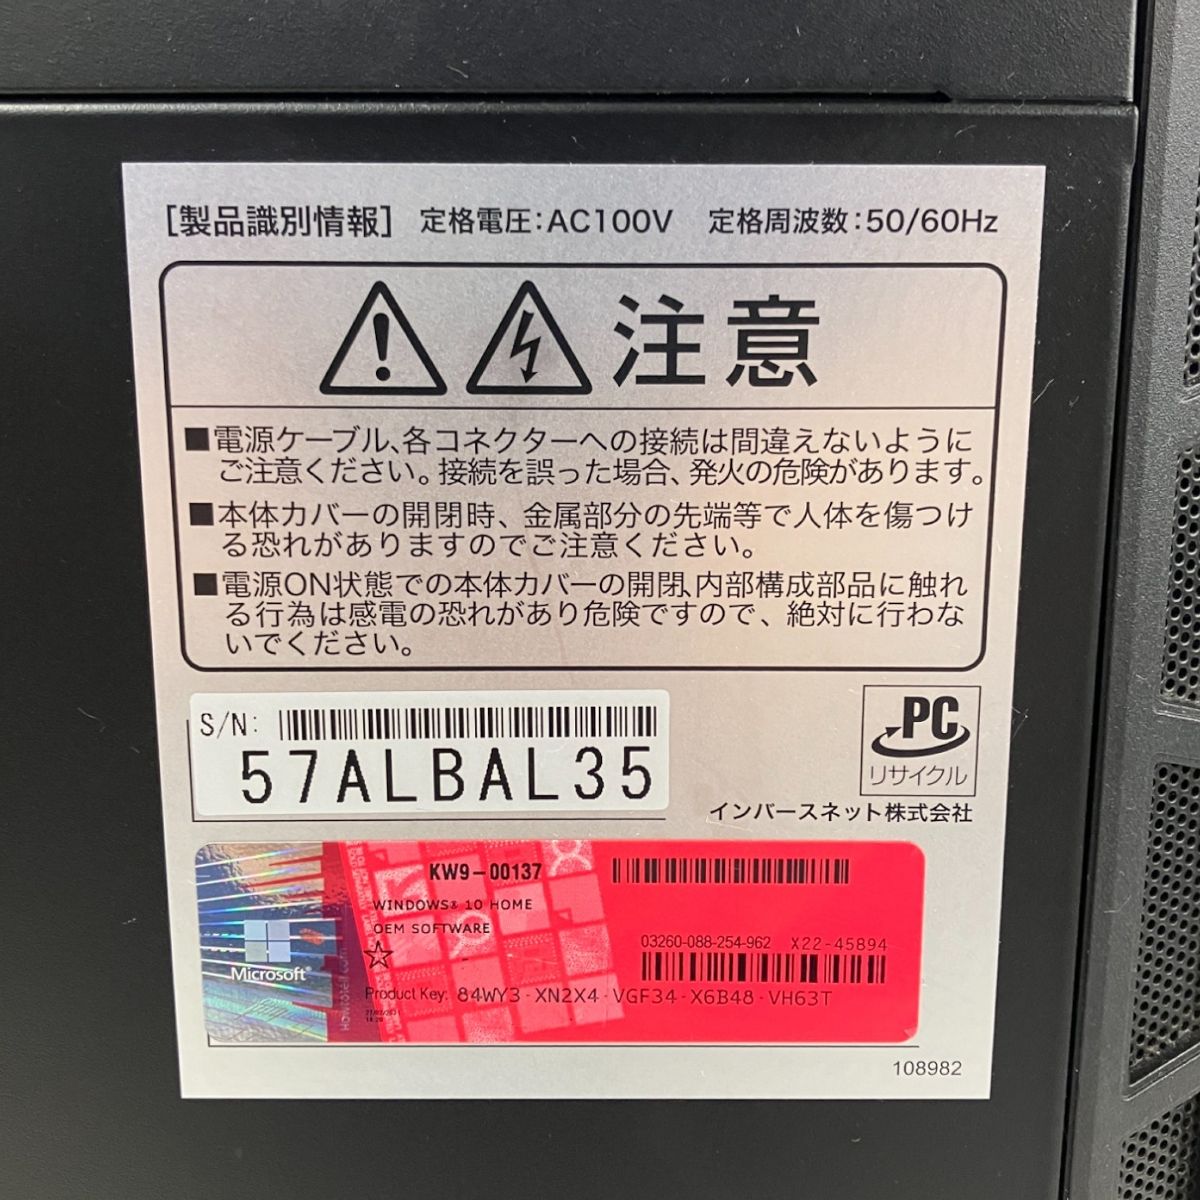 [製品識別情報] 定格電圧:AC100V 定格周波数:50/60Hz
注意
■電源ケーブル、各コネクターへの接続は間違えないように
ご注意ください。接続を誤った場合、発火の危険があります。
■本体カバーの開閉時、金属部分の先端等で人体を傷つけ
る恐れがありますのでご注意ください。
■電源ON状態での本体カバーの開閉、内部構成部品に触れ
る行為は感電の恐れがあり危険ですので、絶対に行わな
いでください。
S/N:
57ALBAL35
PC
リサイクル
インバースネット株式会社
KW9-00137
WINDOWS® 10 HOME
OEM SOFTWARE
03260-088-254-962 X22-45894
Microsoft®
Product Key: 84WY3-XN2X4-VGF34-X6B48-VH63T
108982